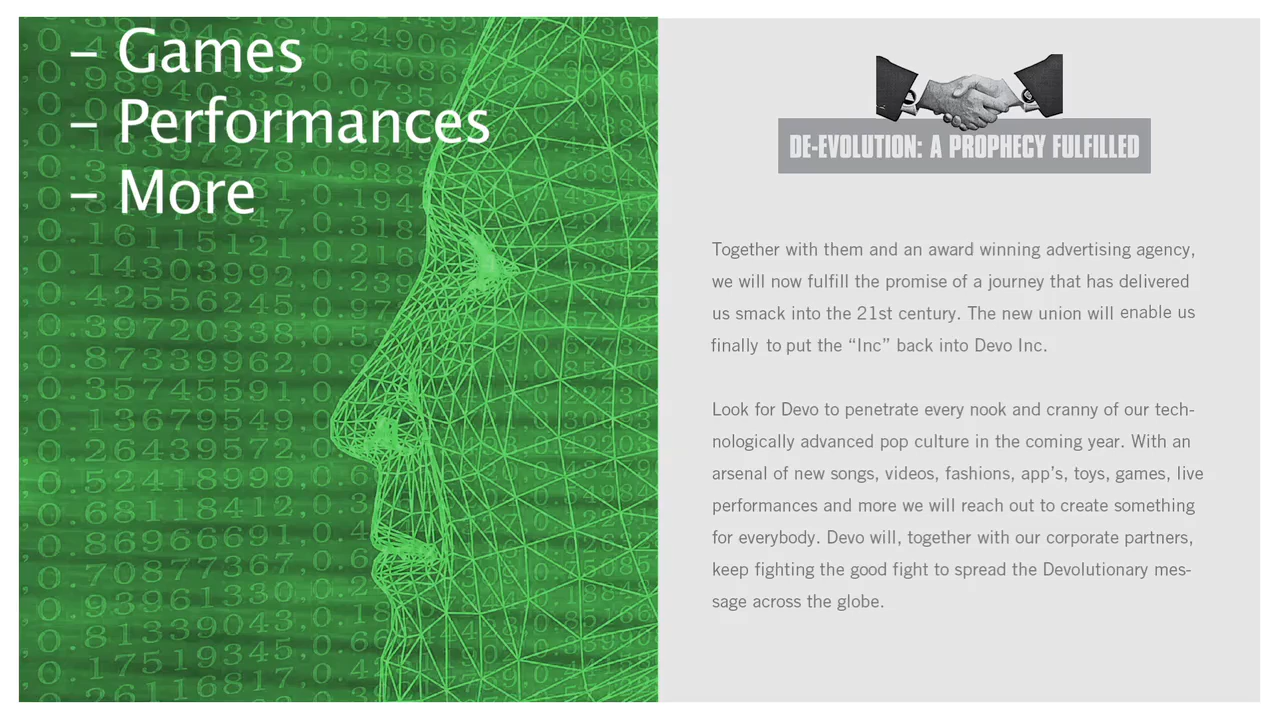 – Games
– Performances
– More
DE-EVOLUTION: A PROPHECY FULFILLED
Together with them and an award winning advertising agency,
we will now fulfill the promise of a journey that has delivered
us smack into the 21st century. The new union will enable us
finally to put the “Inc” back into Devo Inc.
Look for Devo to penetrate every nook and cranny of our tech-
nologically advanced pop culture in the coming year. With an
arsenal of new songs, videos, fashions, app’s, toys, games, live
performances and more we will reach out to create something
for everybody. Devo will, together with our corporate partners,
keep fighting the good fight to spread the Devolutionary mes-
sage across the globe.